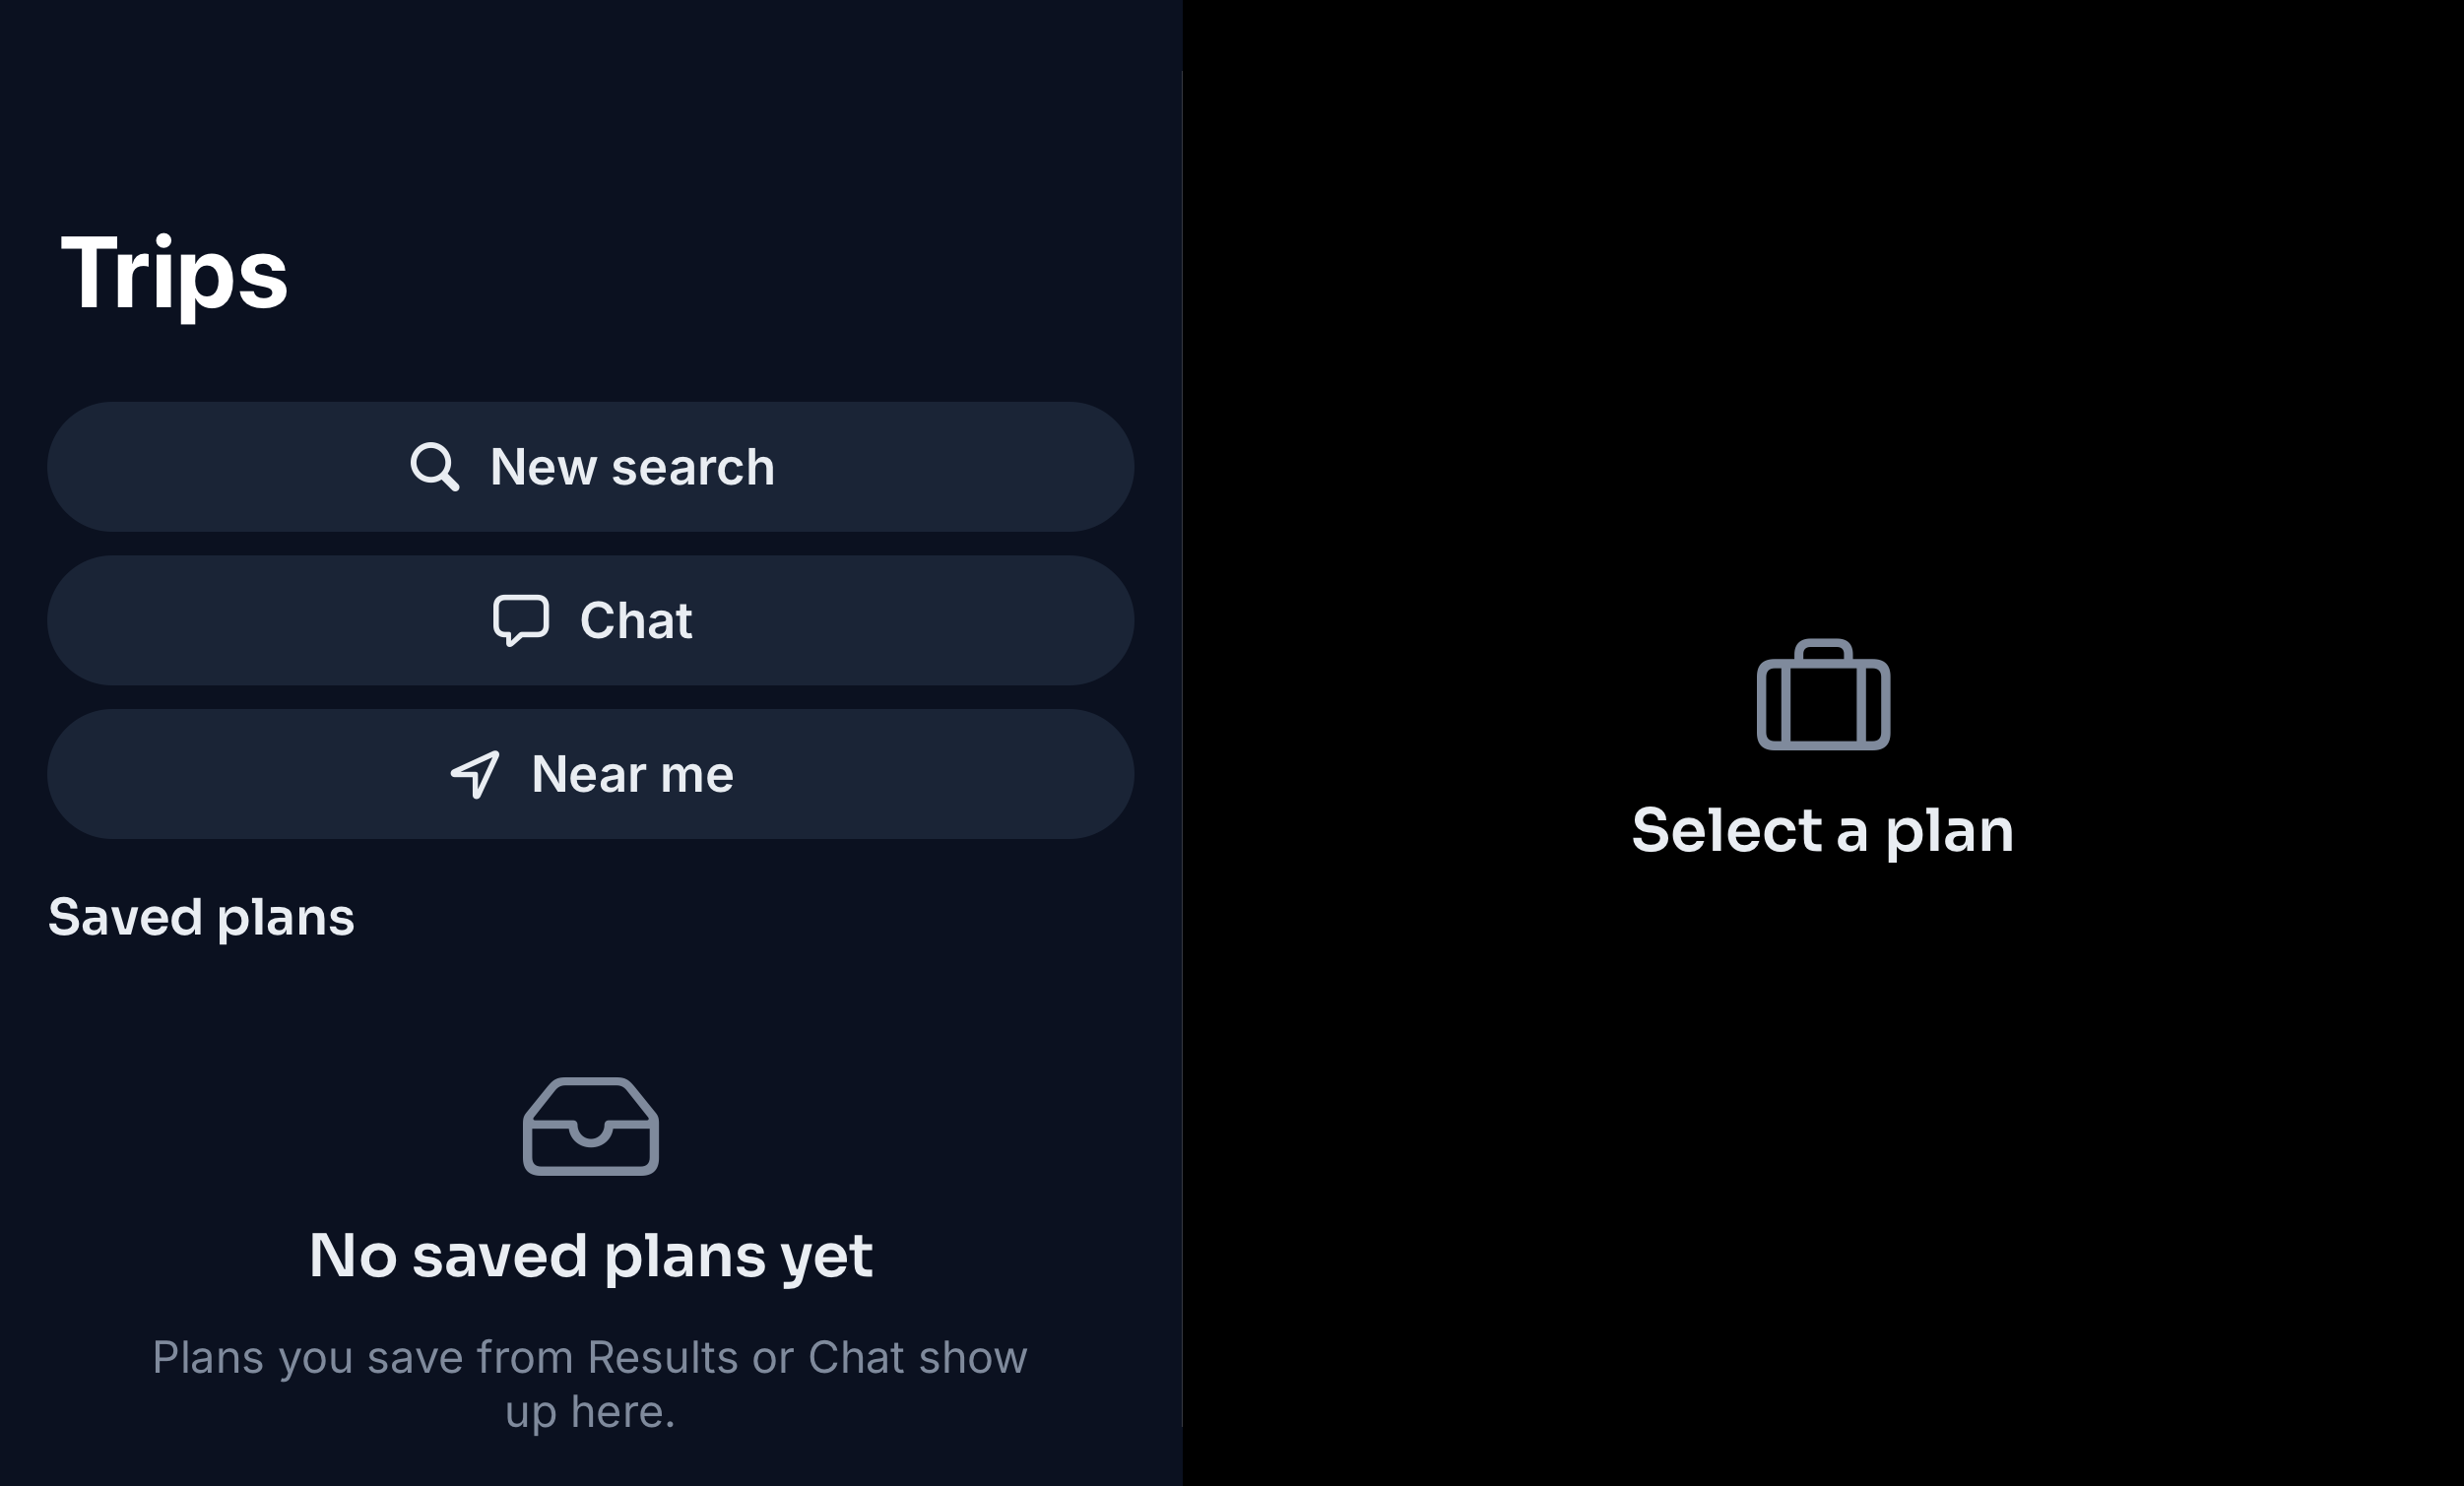 Trips
New search
Chat
Near me
Saved plans
No saved plans yet
Plans you save from Results or Chat show
up here.
Select a plan